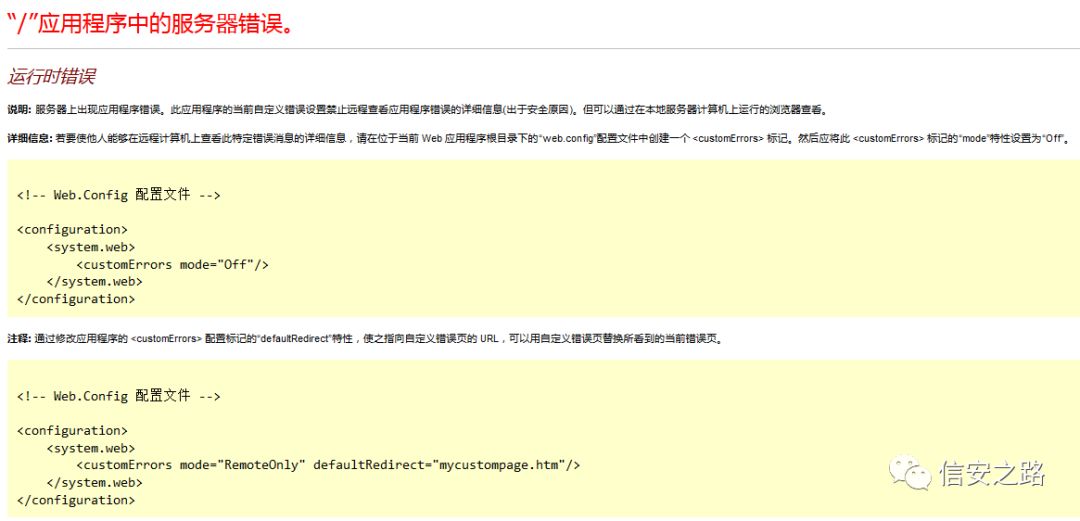 “/”应用程序中的服务器错误。
运行时错误
说明: 服务器上出现应用程序错误。此应用程序的当前自定义错误设置禁止远程查看应用程序错误的详细信息(出于安全原因)。但可以通过在本地服务器计算机上运行的浏览器查看。
详细信息: 若要使他人能够在远程计算机上查看此特定错误消息的详细信息，请在位于当前 Web 应用程序根目录下的“web.config”配置文件中创建一个 <customErrors> 标记。然后应将此 <customErrors> 标记的“mode”特性设置为“Off”。
<!-- Web.Config 配置文件 -->
<configuration>
    <system.web>
        <customErrors mode="Off"/>
    </system.web>
</configuration>
注释: 通过修改应用程序的 <customErrors> 配置标记的“defaultRedirect”特性，使之指向自定义错误页的 URL，可以用自定义错误页替换所看到的当前错误页。
<!-- Web.Config 配置文件 -->
<configuration>
    <system.web>
        <customErrors mode="RemoteOnly" defaultRedirect="mycustompage.htm"/>
    </system.web>
</configuration>
信安之路